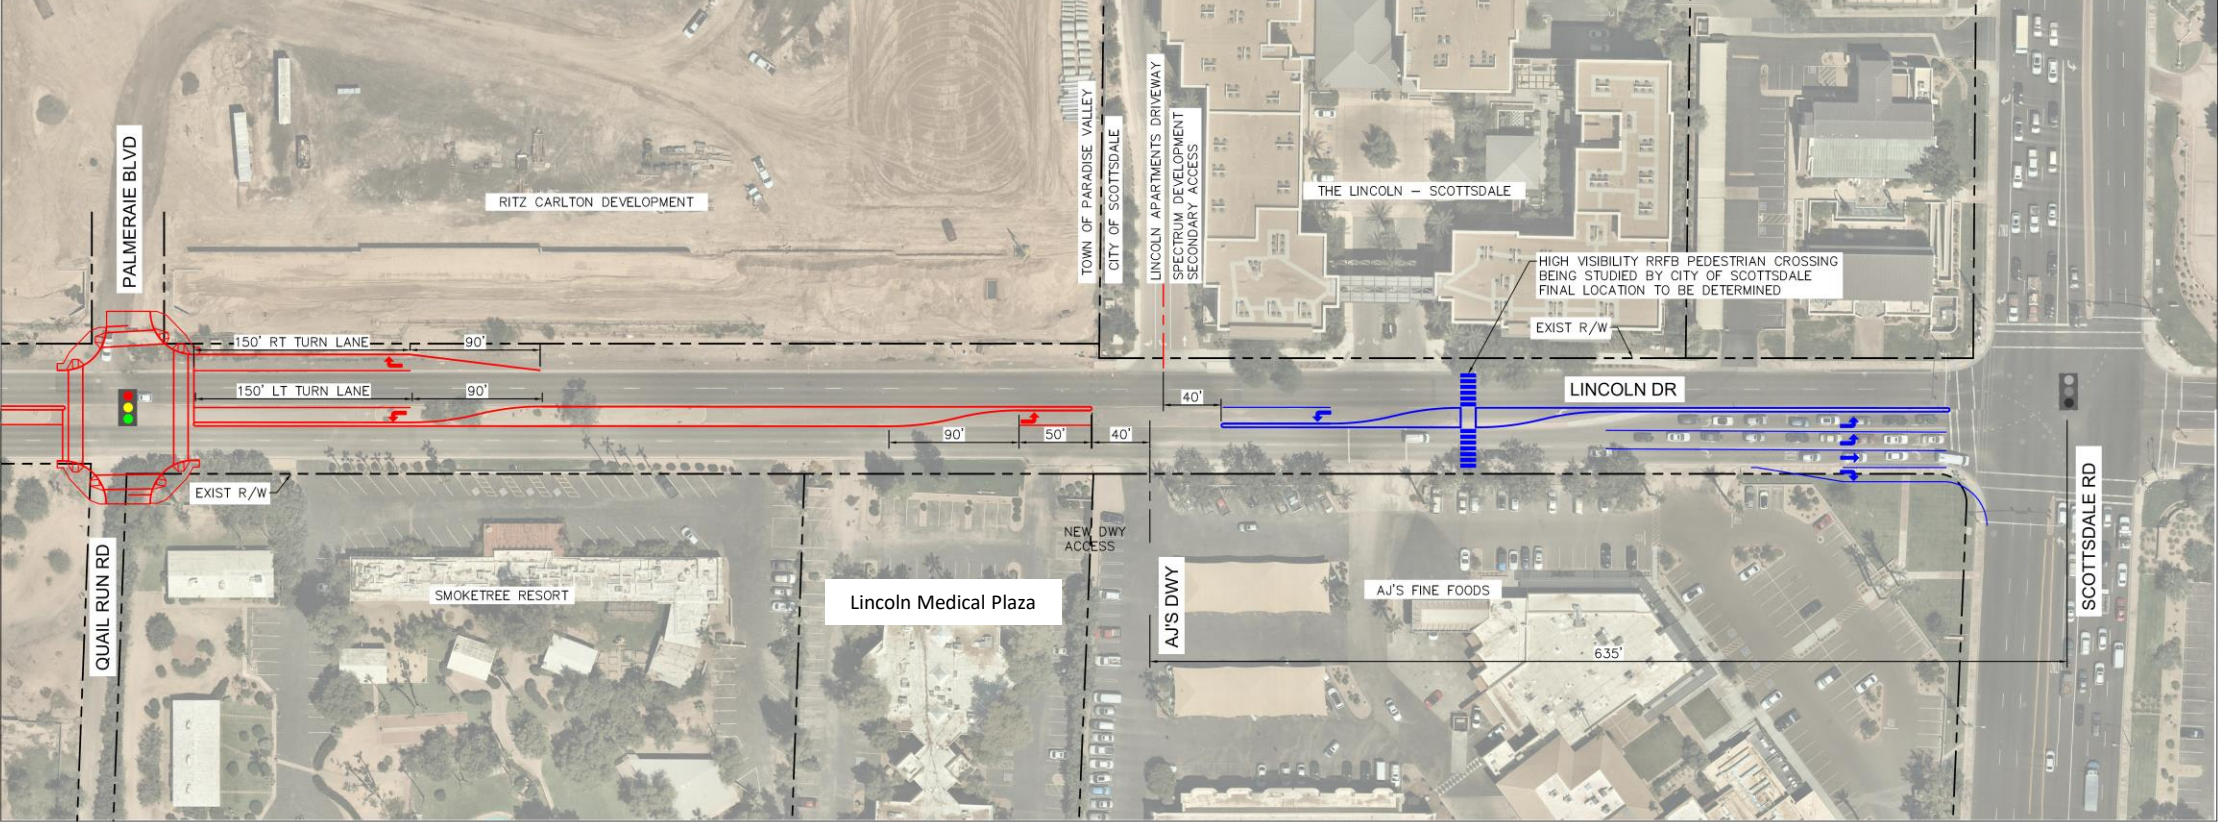 PALMERAIE BLVD
RITZ CARLTON DEVELOPMENT
TOWN OF PARADISE VALLEY
CITY OF SCOTTSDALE
LINCOLN APARTMENTS DRIVEWAY
SPECTRUM DEVELOPMENT
SECONDARY ACCESS
THE LINCOLN – SCOTTSDALE
HIGH VISIBILITY RRFB PEDESTRIAN CROSSING
BEING STUDIED BY CITY OF SCOTTSDALE
FINAL LOCATION TO BE DETERMINED
EXIST R/W
150' RT TURN LANE
90'
150' LT TURN LANE
90'
40'
LINCOLN DR
90'
50'
40'
EXIST R/W
QUAIL RUN RD
SMOKETREE RESORT
Lincoln Medical Plaza
NEW DWY
ACCESS
AJ'S DWY
AJ'S FINE FOODS
635'
SCOTTSDALE RD